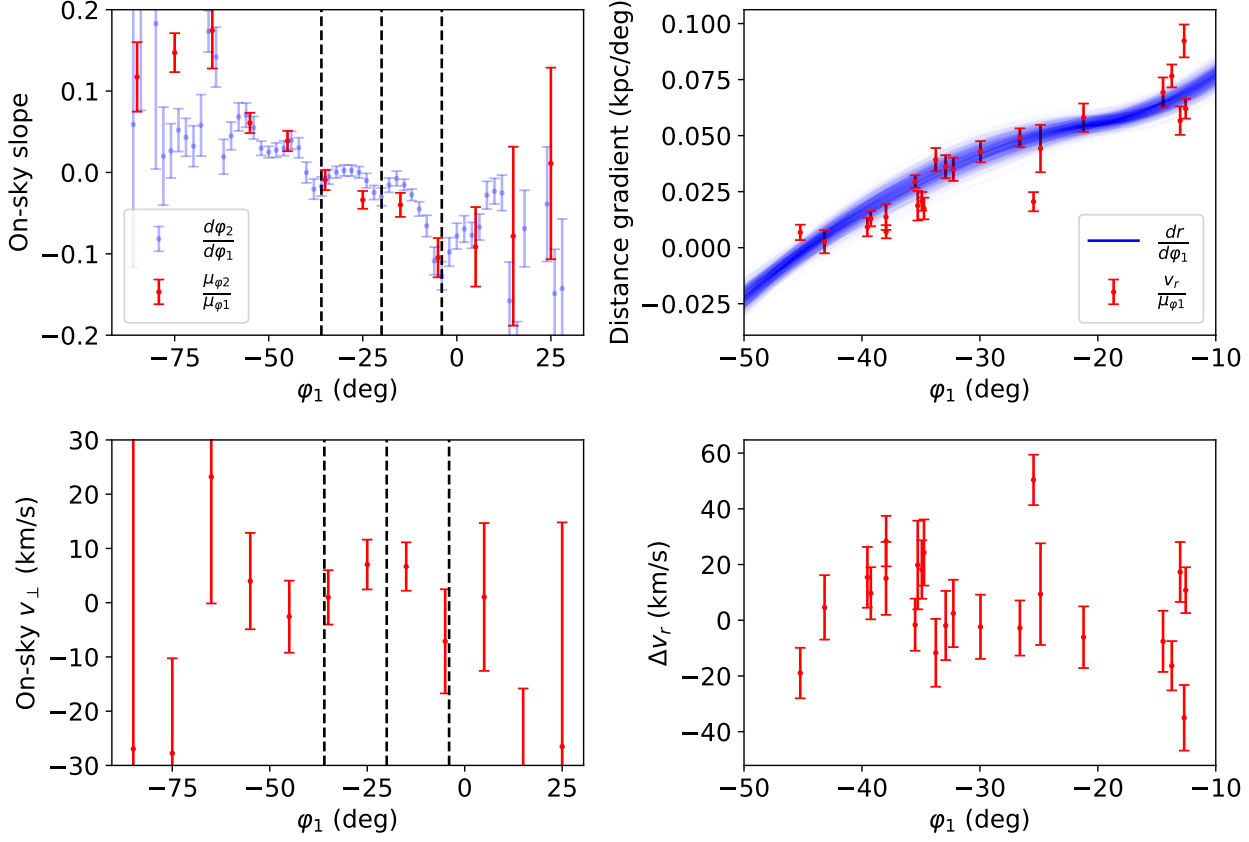 On-sky slope
0.2
0.1
0.0
−0.1
−0.2
dφ2
dφ1
μφ2
μφ1
−75
−50
−25
0
25
φ1 (deg)
Distance gradient (kpc/deg)
0.100
0.075
0.050
0.025
0.000
−0.025
dr
dφ1
vr
μφ1
−50
−40
−30
−20
−10
φ1 (deg)
On-sky v⊥ (km/s)
30
20
10
0
−10
−20
−30
−75
−50
−25
0
25
φ1 (deg)
Δvr (km/s)
60
40
20
0
−20
−40
−50
−40
−30
−20
−10
φ1 (deg)